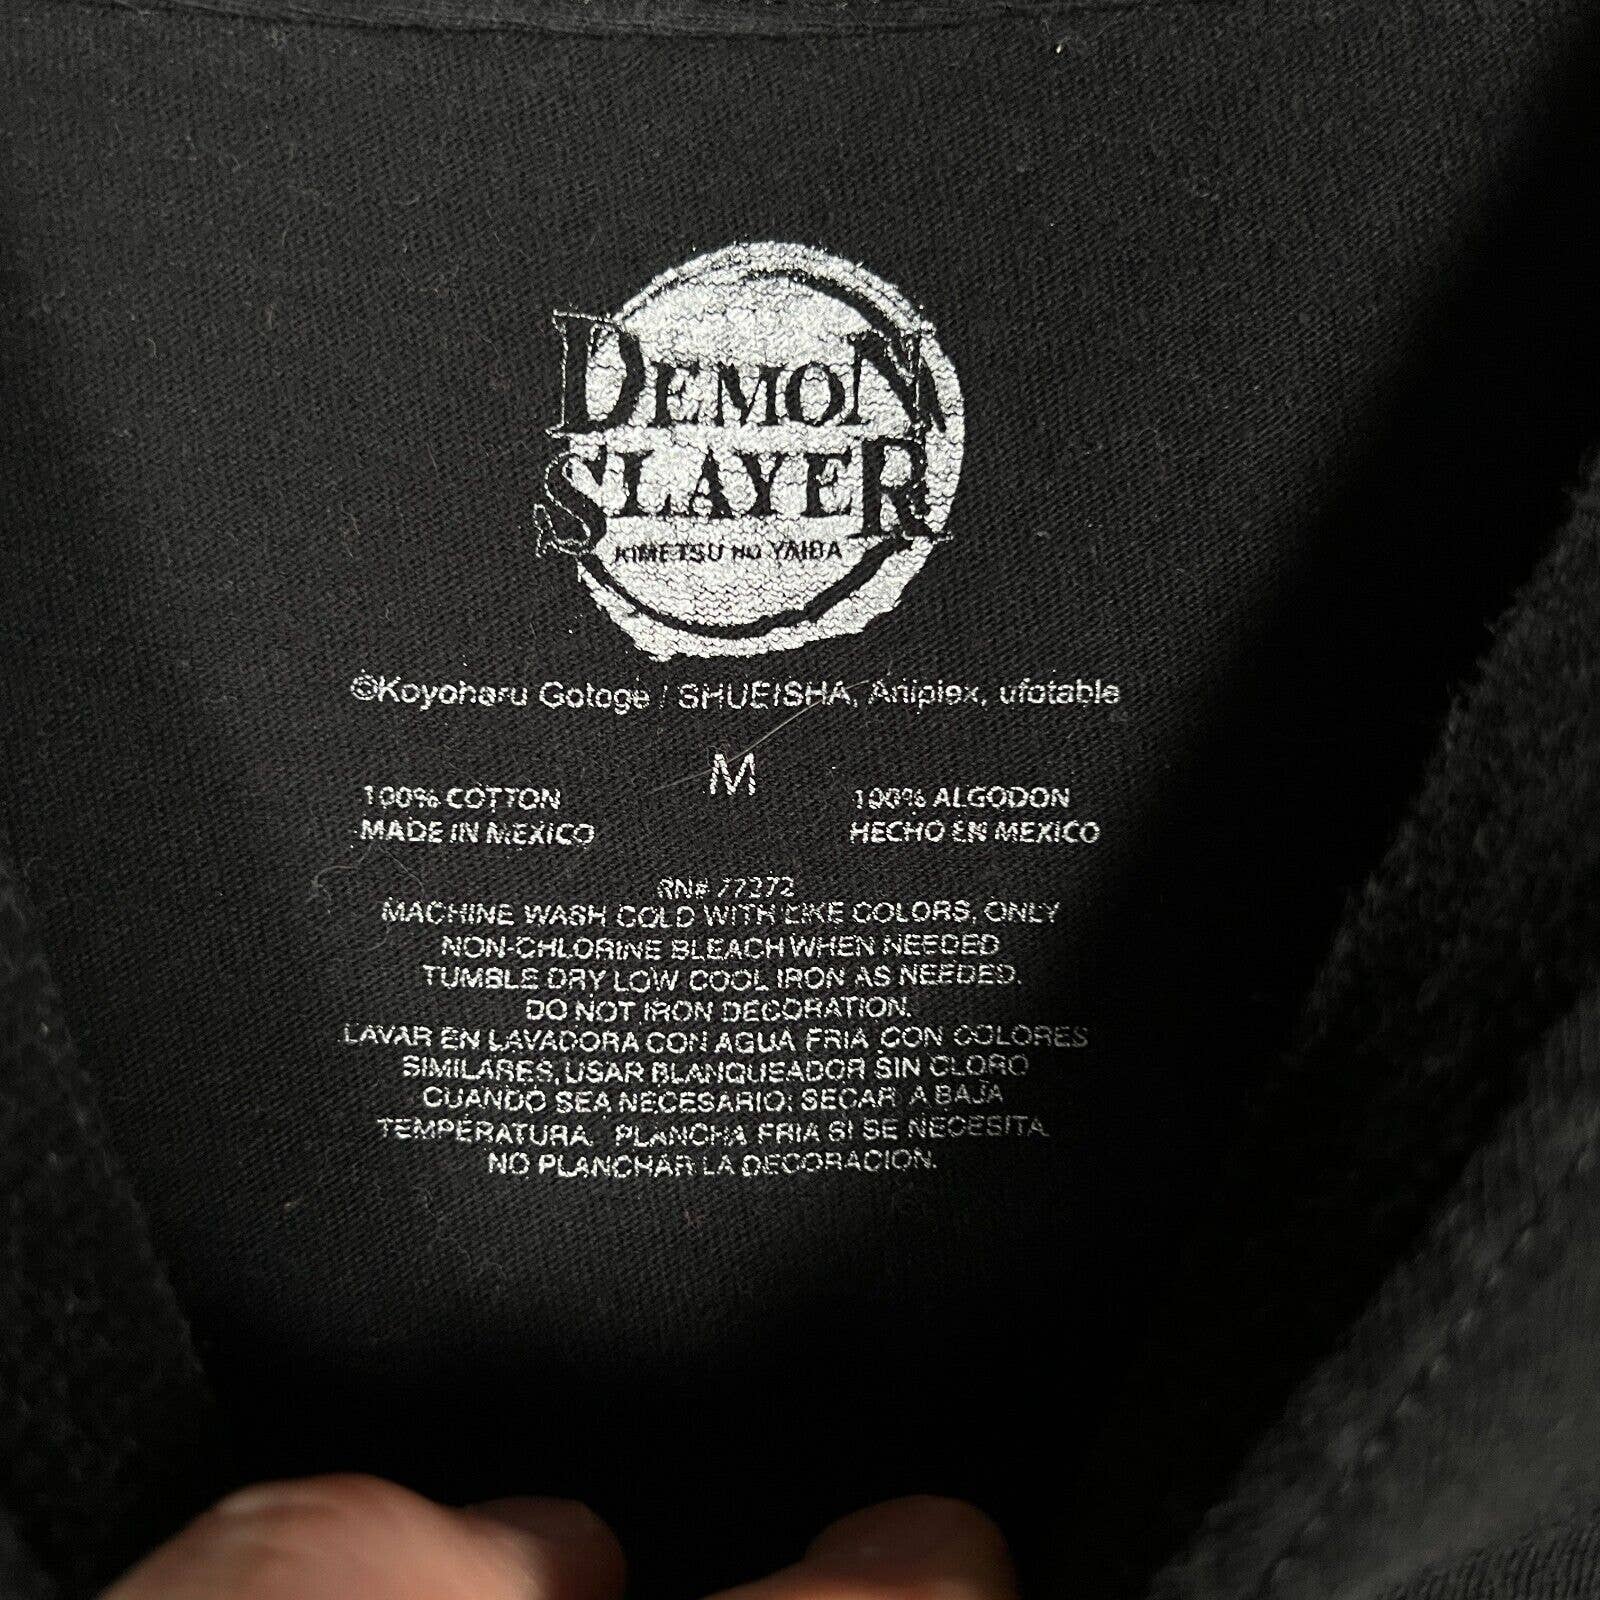 DEMON
SLAYER
KIMETSU NO YAIBA
©Koyoharu Gotoge / SHUEISHA, Aniplex, ufotable
M
100% COTTON
MADE IN MEXICO
100% ALGODON
HECHO EN MEXICO
RN# 77372
MACHINE WASH COLD WITH LIKE COLORS, ONLY
NON-CHLORINE BLEACH WHEN NEEDED
TUMBLE DRY LOW COOL IRON AS NEEDED.
DO NOT IRON DECORATION.
LAVAR EN LAVADORA CON AGUA FRIA CON COLORES
SIMILARES, USAR BLANQUEADOR SIN CLORO
CUANDO SEA NECESARIO: SECAR A BAJA
TEMPERATURA. PLANCHA FRIA SI SE NECESITA.
NO PLANCHAR LA DECORACION.